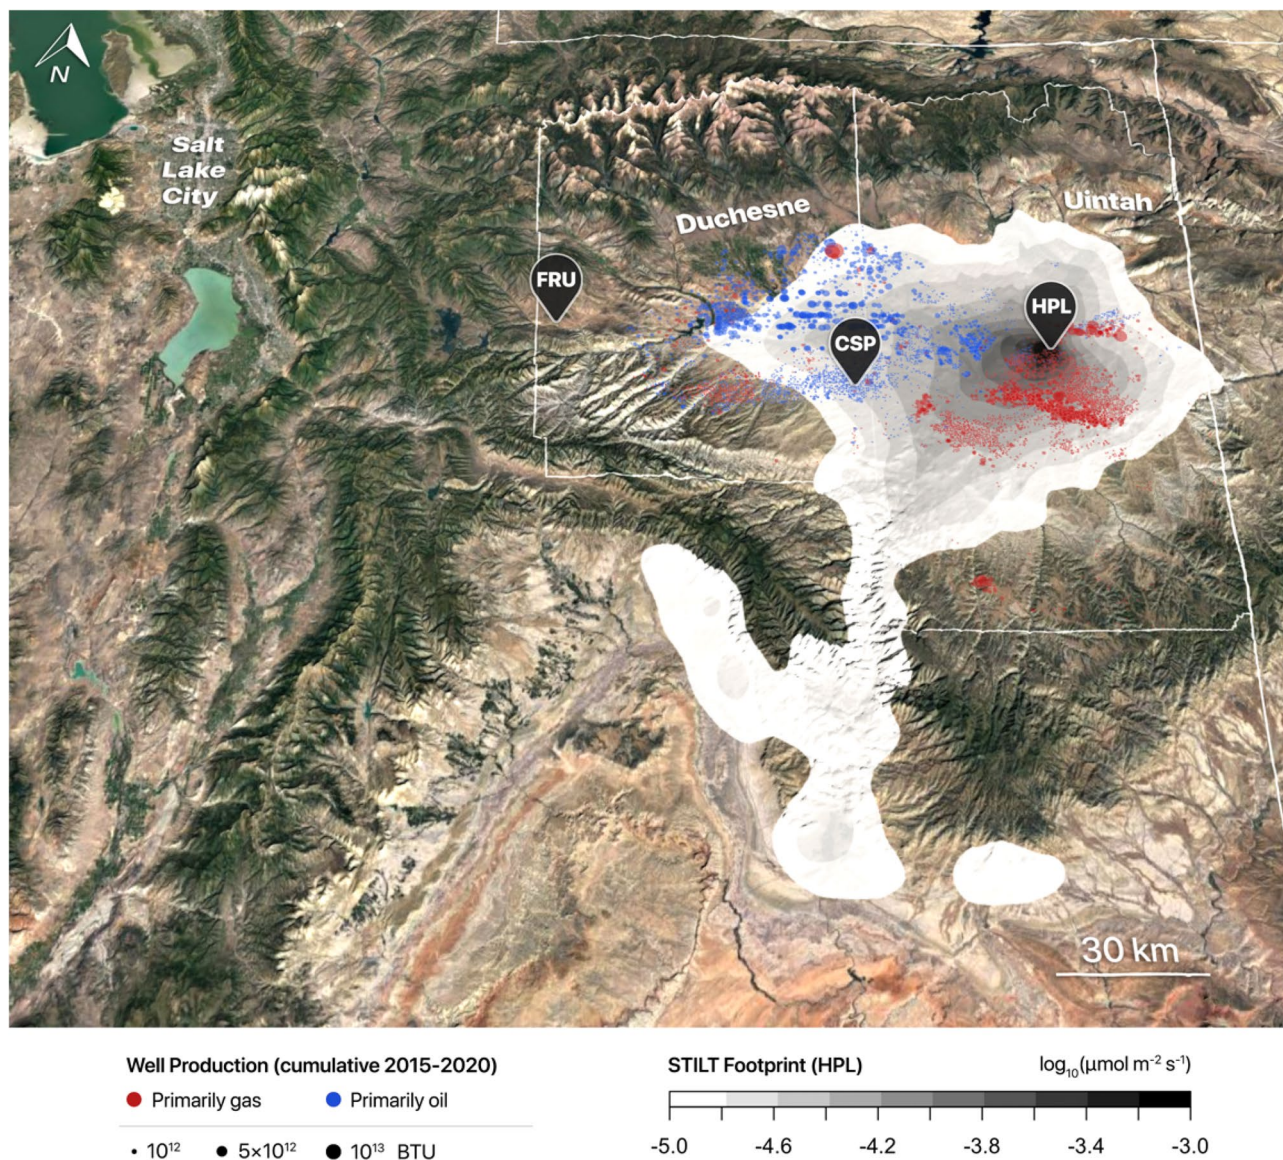 N
Salt
Lake
City
Duchesne
Uintah
FRU
HPL
CSP
30 km
Well Production (cumulative 2015-2020)
Primarily gas Primarily oil
10¹² 5×10¹² 10¹³ BTU
STILT Footprint (HPL) log₁₀(μmol m⁻² s⁻¹)
-5.0 -4.6 -4.2 -3.8 -3.4 -3.0